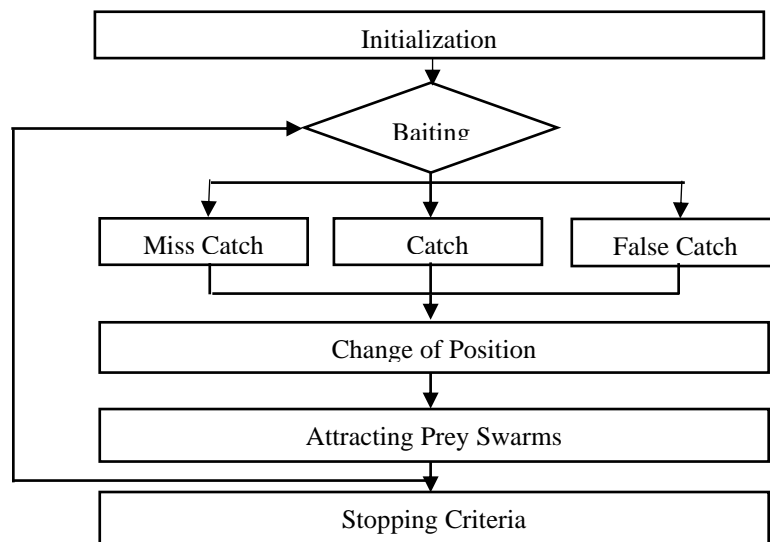 Initialization
Baiting
Miss Catch
Catch
False Catch
Change of Position
Attracting Prey Swarms
Stopping Criteria